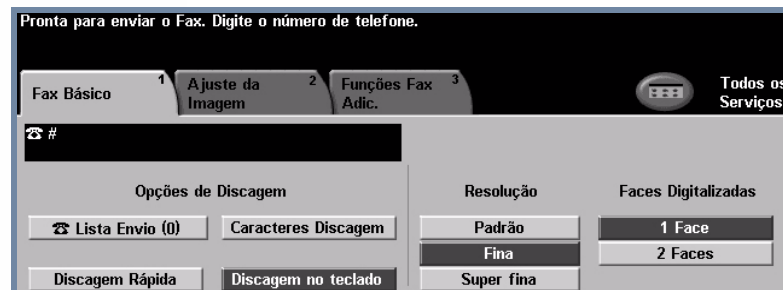 Pronta para enviar o Fax. Digite o número de telefone.
Fax Básico 1
Ajuste da Imagem 2
Funções Fax Adic. 3
Todos os Serviços
☎ #
Opções de Discagem
☎ Lista Envio (0)
Caracteres Discagem
Discagem Rápida
Discagem no teclado
Resolução
Padrão
Fina
Super fina
Faces Digitalizadas
1 Face
2 Faces